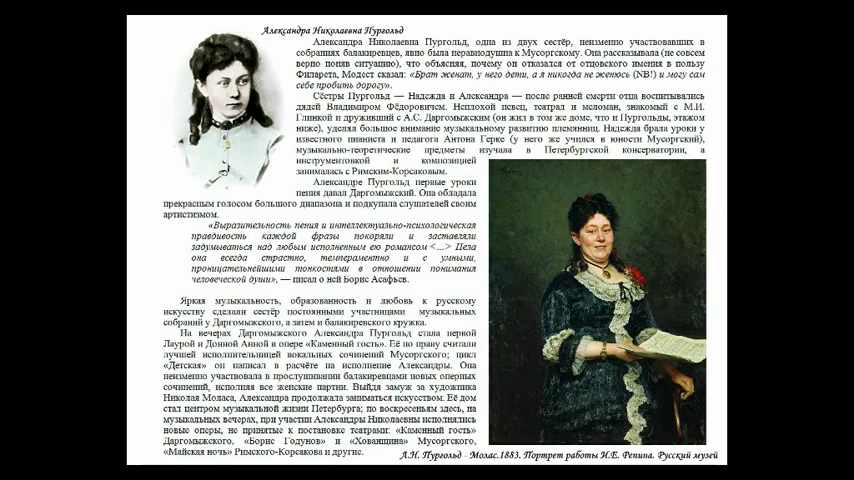 Александра Николаевна Пургольд
Александра Николаевна Пургольд, одна из двух сестёр, неизменно участвовавших в
собраниях балакиревцев, явно была неравнодушна к Мусоргскому. Она рассказывала (не совсем
верно поняв ситуацию), что объясняя, почему он отказался от отцовского имения в пользу
Филарета, Модест сказал: «Брат женат, у него дети, а я никогда не женюсь (NB!) и могу сам
себе пробить дорогу».
Сёстры Пургольд — Надежда и Александра — после ранней смерти отца воспитывались
дядей Владимиром Фёдоровичем. Неплохой певец, театрал и меломан, знакомый с М.И.
Глинкой и друживший с А.С. Даргомыжским (он жил в том же доме, что и Пургольды, этажом
ниже), уделял большое внимание музыкальному развитию племянниц. Надежда брала уроки у
известного пианиста и педагога Антона Герке (у него же учился в юности Мусоргский),
музыкально-теоретические предметы изучала в Петербургской консерватории, а
инструментовкой и композицией
занималась с Римским-Корсаковым.
Александре Пургольд первые уроки
пения давал Даргомыжский. Она обладала
прекрасным голосом большого диапазона и подкупала слушателей своим
артистизмом.
«Выразительность пения и интеллектуально-психологическая
правдивость каждой фразы покоряли и заставляли
задумываться над любым исполненным ею романсом <...> Пела
она всегда страстно, темпераментно и с умными,
проницательнейшими тонкостями в отношении понимания
человеческой души», — писал о ней Борис Асафьев.
Яркая музыкальность, образованность и любовь к русскому
искусству сделали сестёр постоянными участницами музыкальных
собраний у Даргомыжского, а затем и балакиревского кружка.
На вечерах Даргомыжского Александра Пургольд стала первой
Лаурой и Донной Анной в опере «Каменный гость». Её по праву считали
лучшей исполнительницей вокальных сочинений Мусоргского; цикл
«Детская» он написал в расчёте на исполнение Александры. Она
неизменно участвовала в прослушивании балакиревцами новых оперных
сочинений, исполняя все женские партии. Выйдя замуж за художника
Николая Моласа, Александра продолжала заниматься искусством. Её дом
стал центром музыкальной жизни Петербурга; по воскресеньям здесь, на
музыкальных вечерах, при участии Александры Николаевны исполнялись
новые оперы, не принятые к постановке театрами: «Каменный гость»
Даргомыжского, «Борис Годунов» и «Хованщина» Мусоргского,
«Майская ночь» Римского-Корсакова и другие.
А.Н. Пургольд - Молас.1883. Портрет работы И.Е. Репина. Русский музей